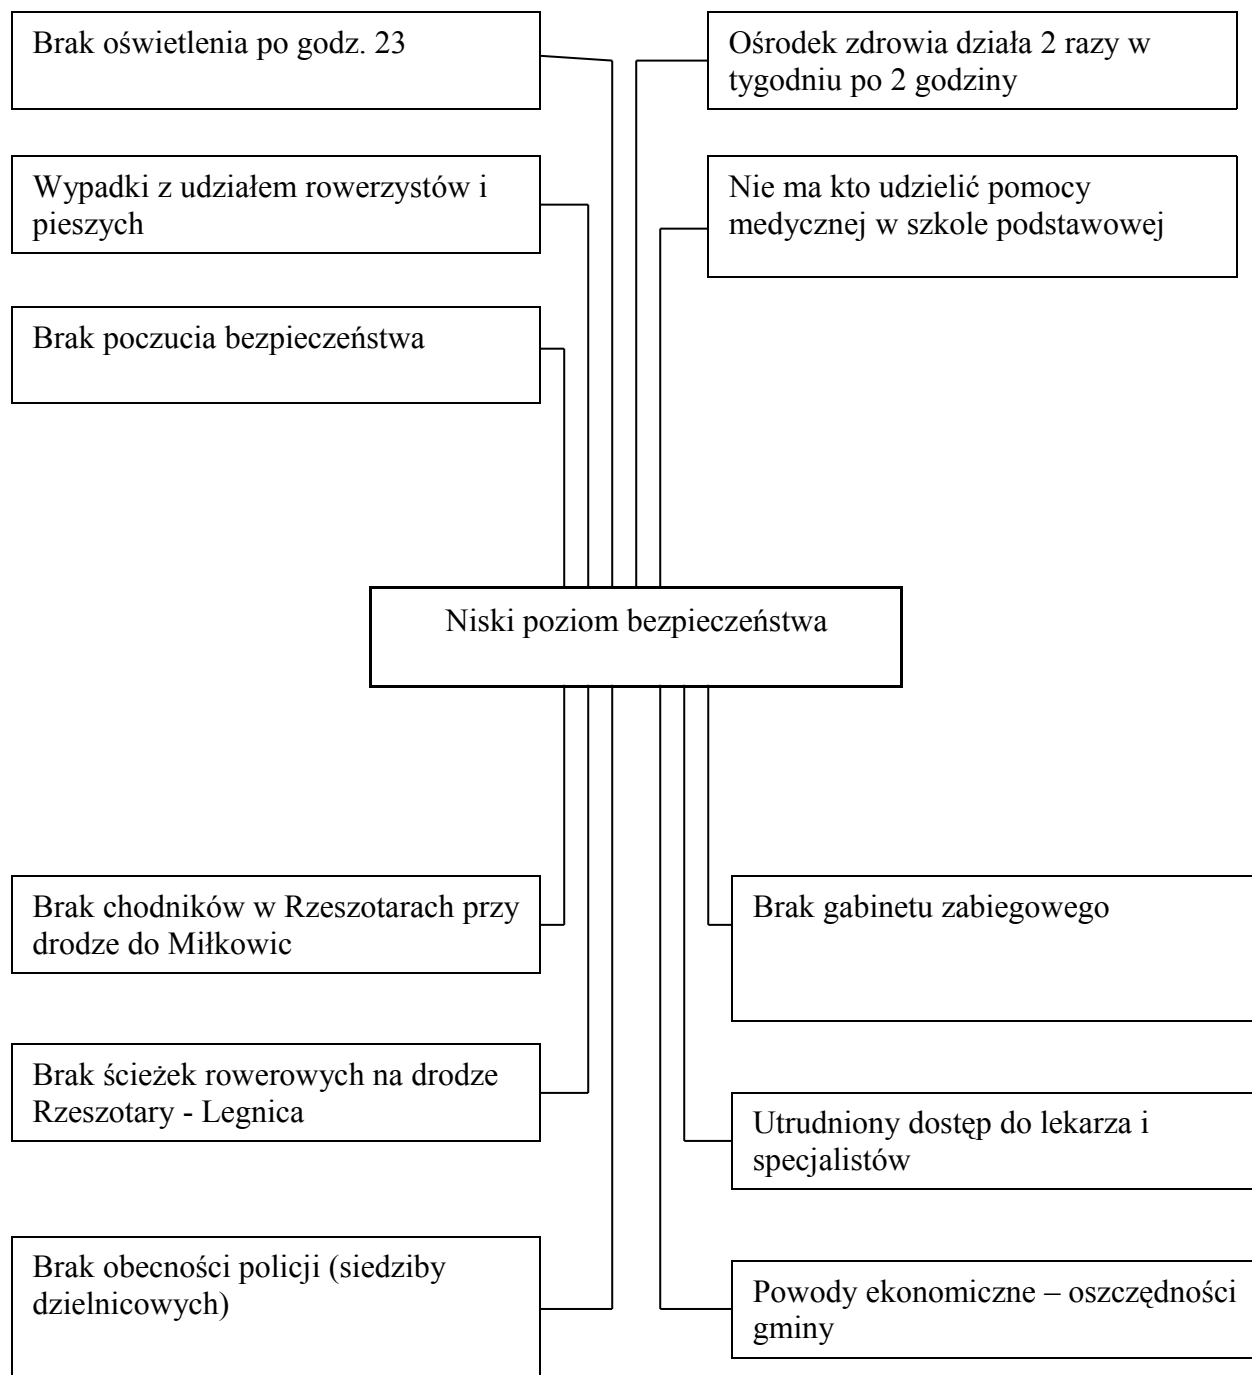 Brak oświetlenia po godz. 23
Ośrodek zdrowia działa 2 razy w
tygodniu po 2 godziny
Wypadki z udziałem rowerzystów i
pieszych
Nie ma kto udzielić pomocy
medycznej w szkole podstawowej
Brak poczucia bezpieczeństwa
Niski poziom bezpieczeństwa
Brak chodników w Rzeszotarach przy
drodze do Miłkowic
Brak gabinetu zabiegowego
Brak ścieżek rowerowych na drodze
Rzeszotary - Legnica
Utrudniony dostęp do lekarza i
specjalistów
Brak obecności policji (siedziby
dzielnicowych)
Powody ekonomiczne – oszczędności
gminy